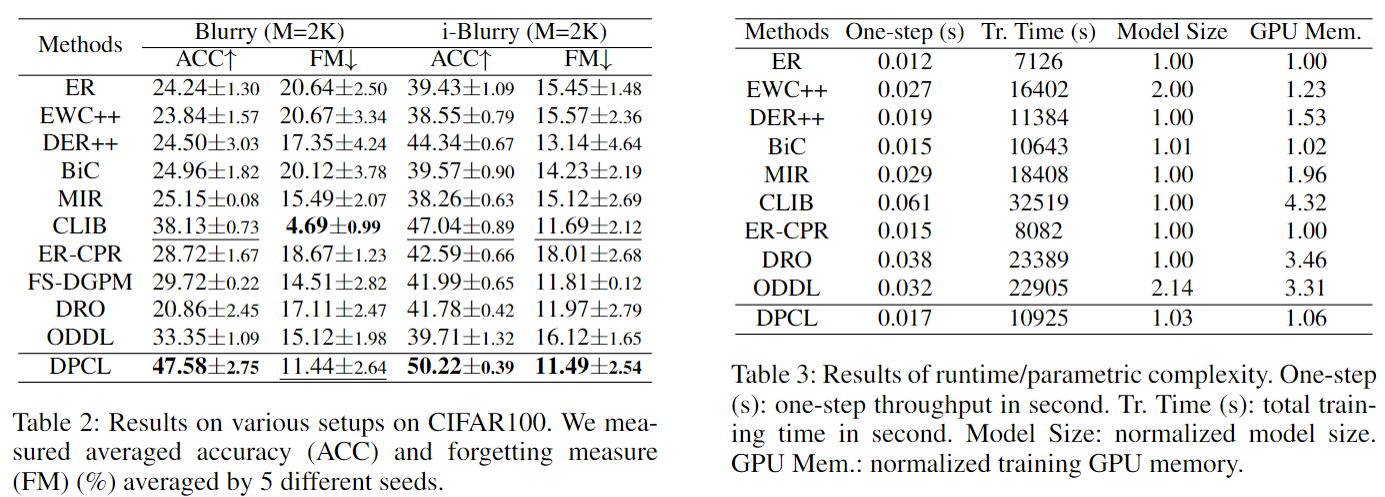 Methods Blurry (M=2K) i-Blurry (M=2K)
ACC↑ FM↓ ACC↑ FM↓
ER 24.24±1.30 20.64±2.50 39.43±1.09 15.45±1.48
EWC++ 23.84±1.57 20.67±3.34 38.55±0.79 15.57±2.36
DER++ 24.50±3.03 17.35±4.24 44.34±0.67 13.14±4.64
BiC 24.96±1.82 20.12±3.78 39.57±0.90 14.23±2.19
MIR 25.15±0.08 15.49±2.07 38.26±0.63 15.12±2.69
CLIB 38.13±0.73 4.69±0.99 47.04±0.89 11.69±2.12
ER-CPR 28.72±1.67 18.67±1.23 42.59±0.66 18.01±2.68
FS-DGPM 29.72±0.22 14.51±2.82 41.99±0.65 11.81±0.12
DRO 20.86±2.45 17.11±2.47 41.78±0.42 11.97±2.79
ODDL 33.35±1.09 15.12±1.98 39.71±1.32 16.12±1.65
DPCL 47.58±2.75 11.44±2.64 50.22±0.39 11.49±2.54
Table 2: Results on various setups on CIFAR100. We mea-
sured averaged accuracy (ACC) and forgetting measure
(FM) (%) averaged by 5 different seeds.
Methods One-step (s) Tr. Time (s) Model Size GPU Mem.
ER 0.012 7126 1.00 1.00
EWC++ 0.027 16402 2.00 1.23
DER++ 0.019 11384 1.00 1.53
BiC 0.015 10643 1.01 1.02
MIR 0.029 18408 1.00 1.96
CLIB 0.061 32519 1.00 4.32
ER-CPR 0.015 8082 1.00 1.00
DRO 0.038 23389 1.00 3.46
ODDL 0.032 22905 2.14 3.31
DPCL 0.017 10925 1.03 1.06
Table 3: Results of runtime/parametric complexity. One-step
(s): one-step throughput in second. Tr. Time (s): total train-
ing time in second. Model Size: normalized model size.
GPU Mem.: normalized training GPU memory.